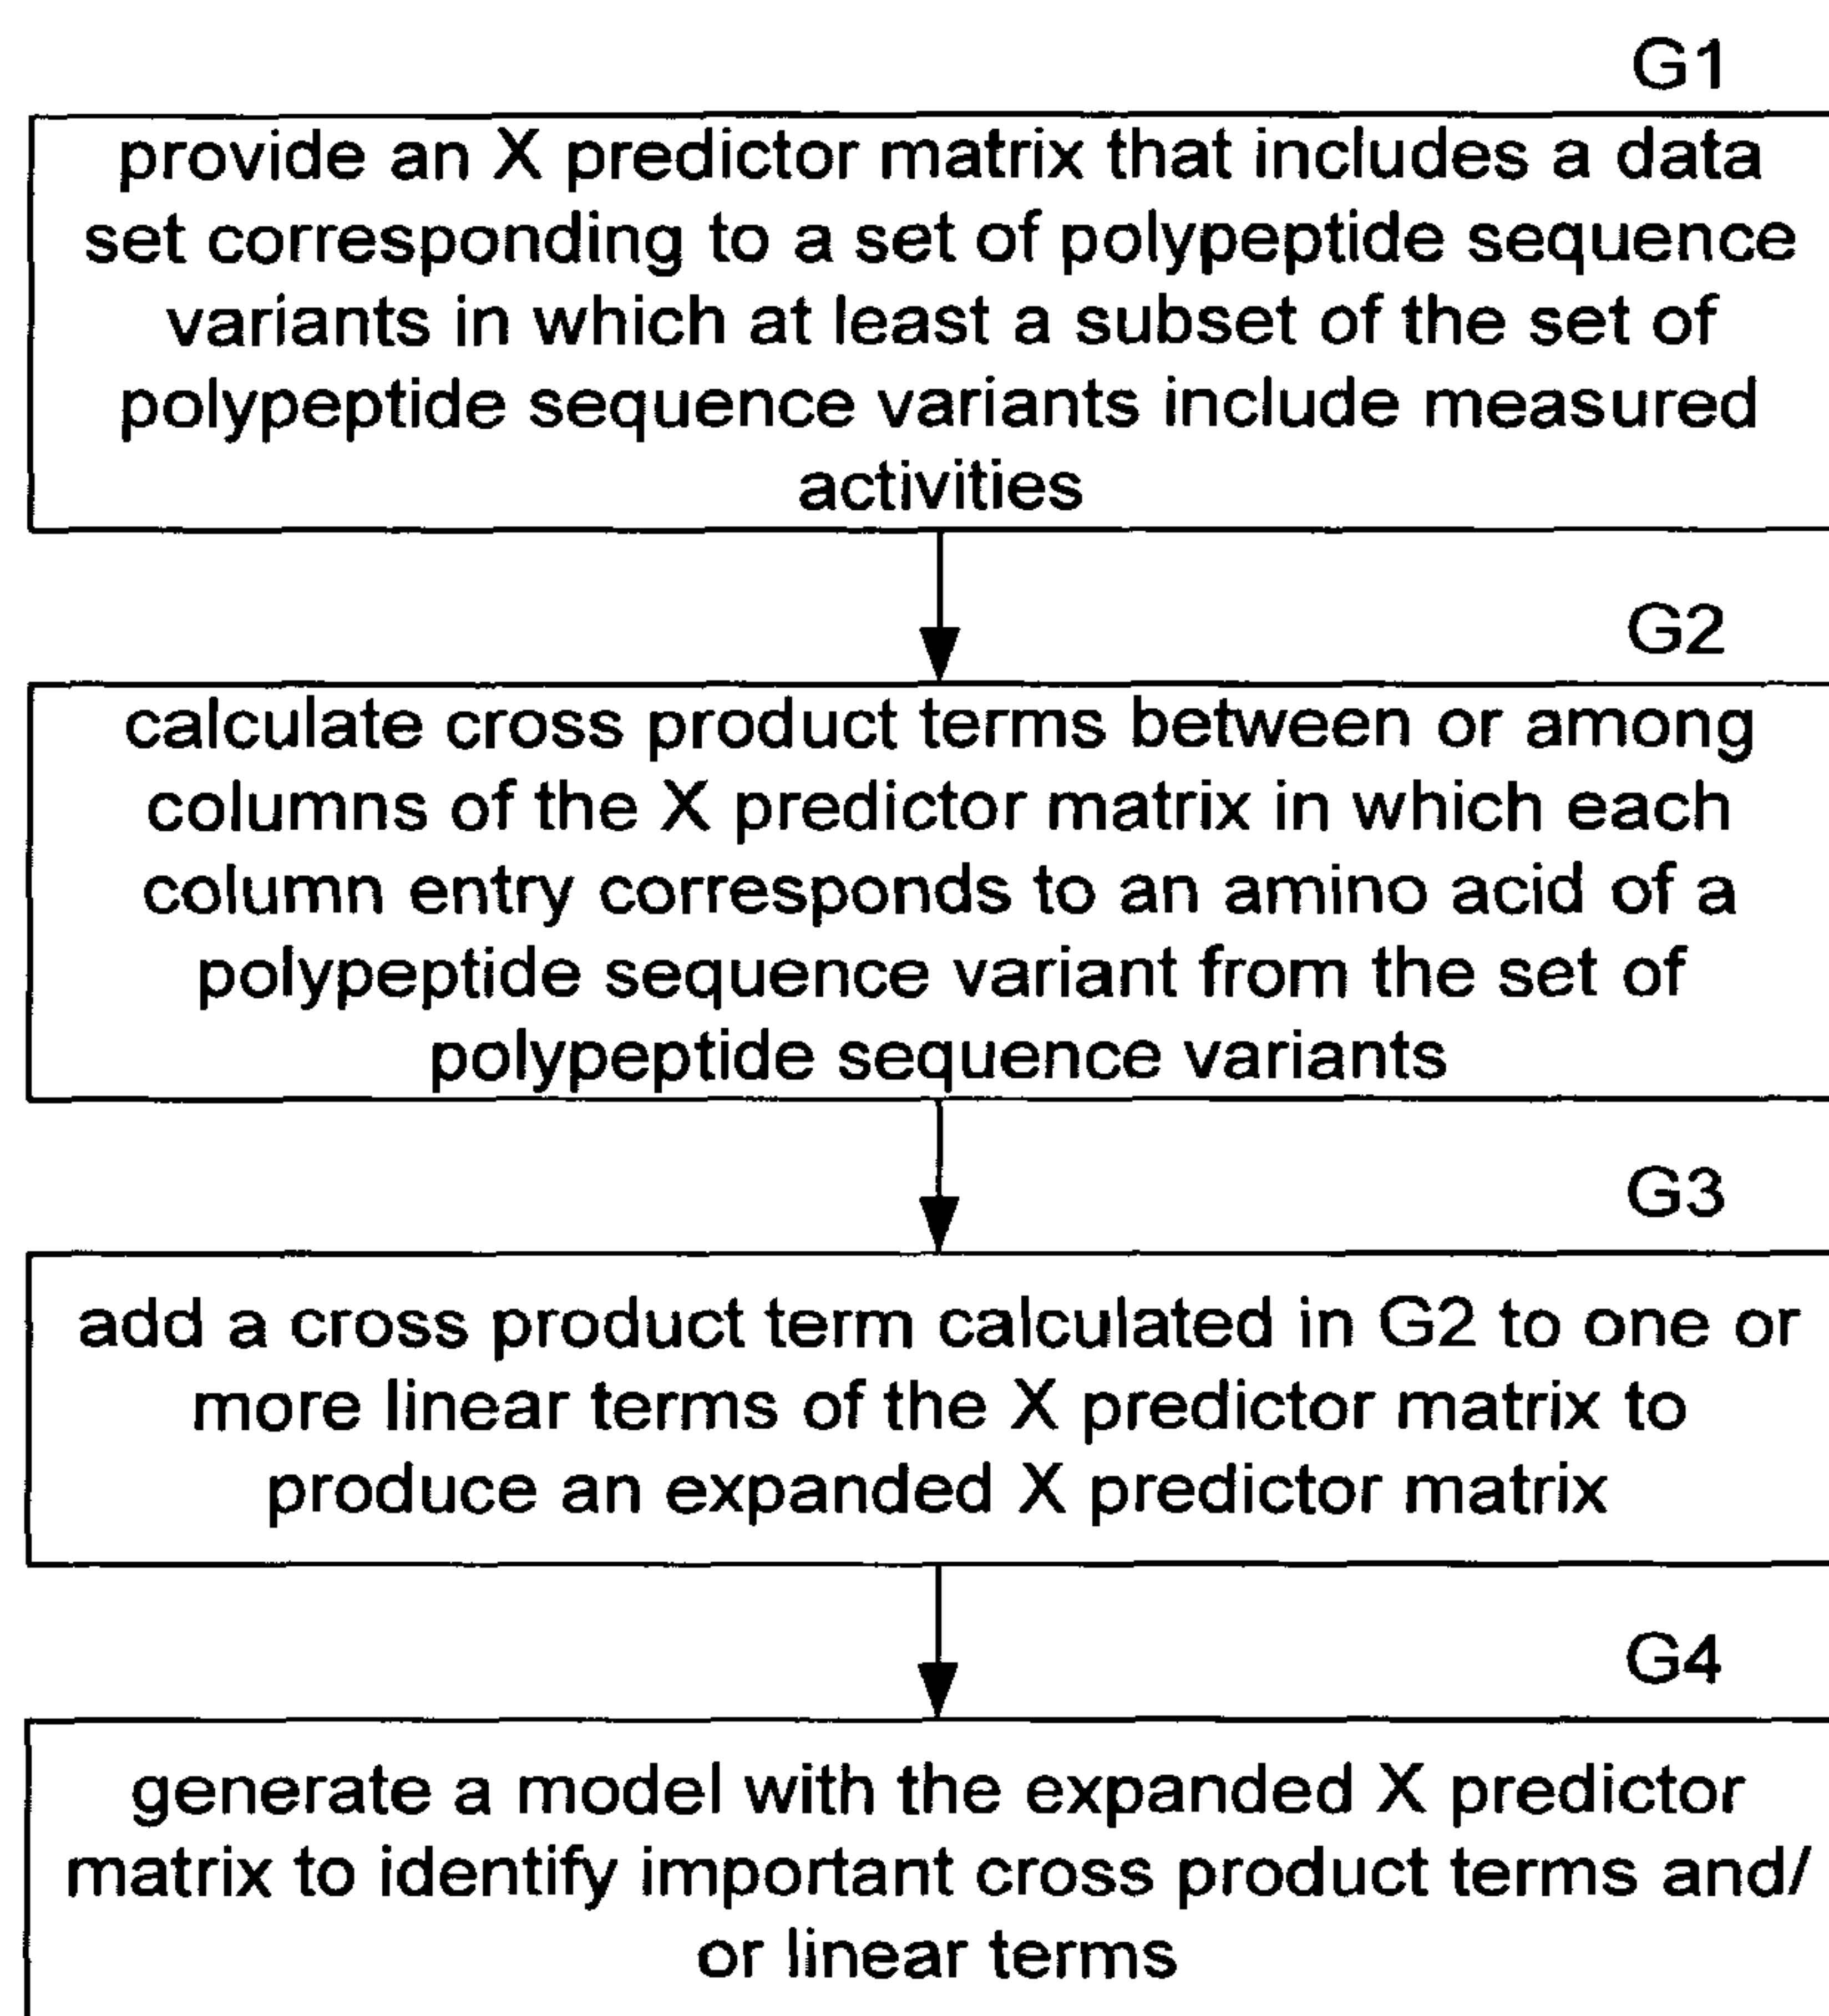 G1
provide an X predictor matrix that includes a data
set corresponding to a set of polypeptide sequence
variants in which at least a subset of the set of
polypeptide sequence variants include measured
activities
G2
calculate cross product terms between or among
columns of the X predictor matrix in which each
column entry corresponds to an amino acid of a
polypeptide sequence variant from the set of
polypeptide sequence variants
G3
add a cross product term calculated in G2 to one or
more linear terms of the X predictor matrix to
produce an expanded X predictor matrix
G4
generate a model with the expanded X predictor
matrix to identify important cross product terms and/
or linear terms